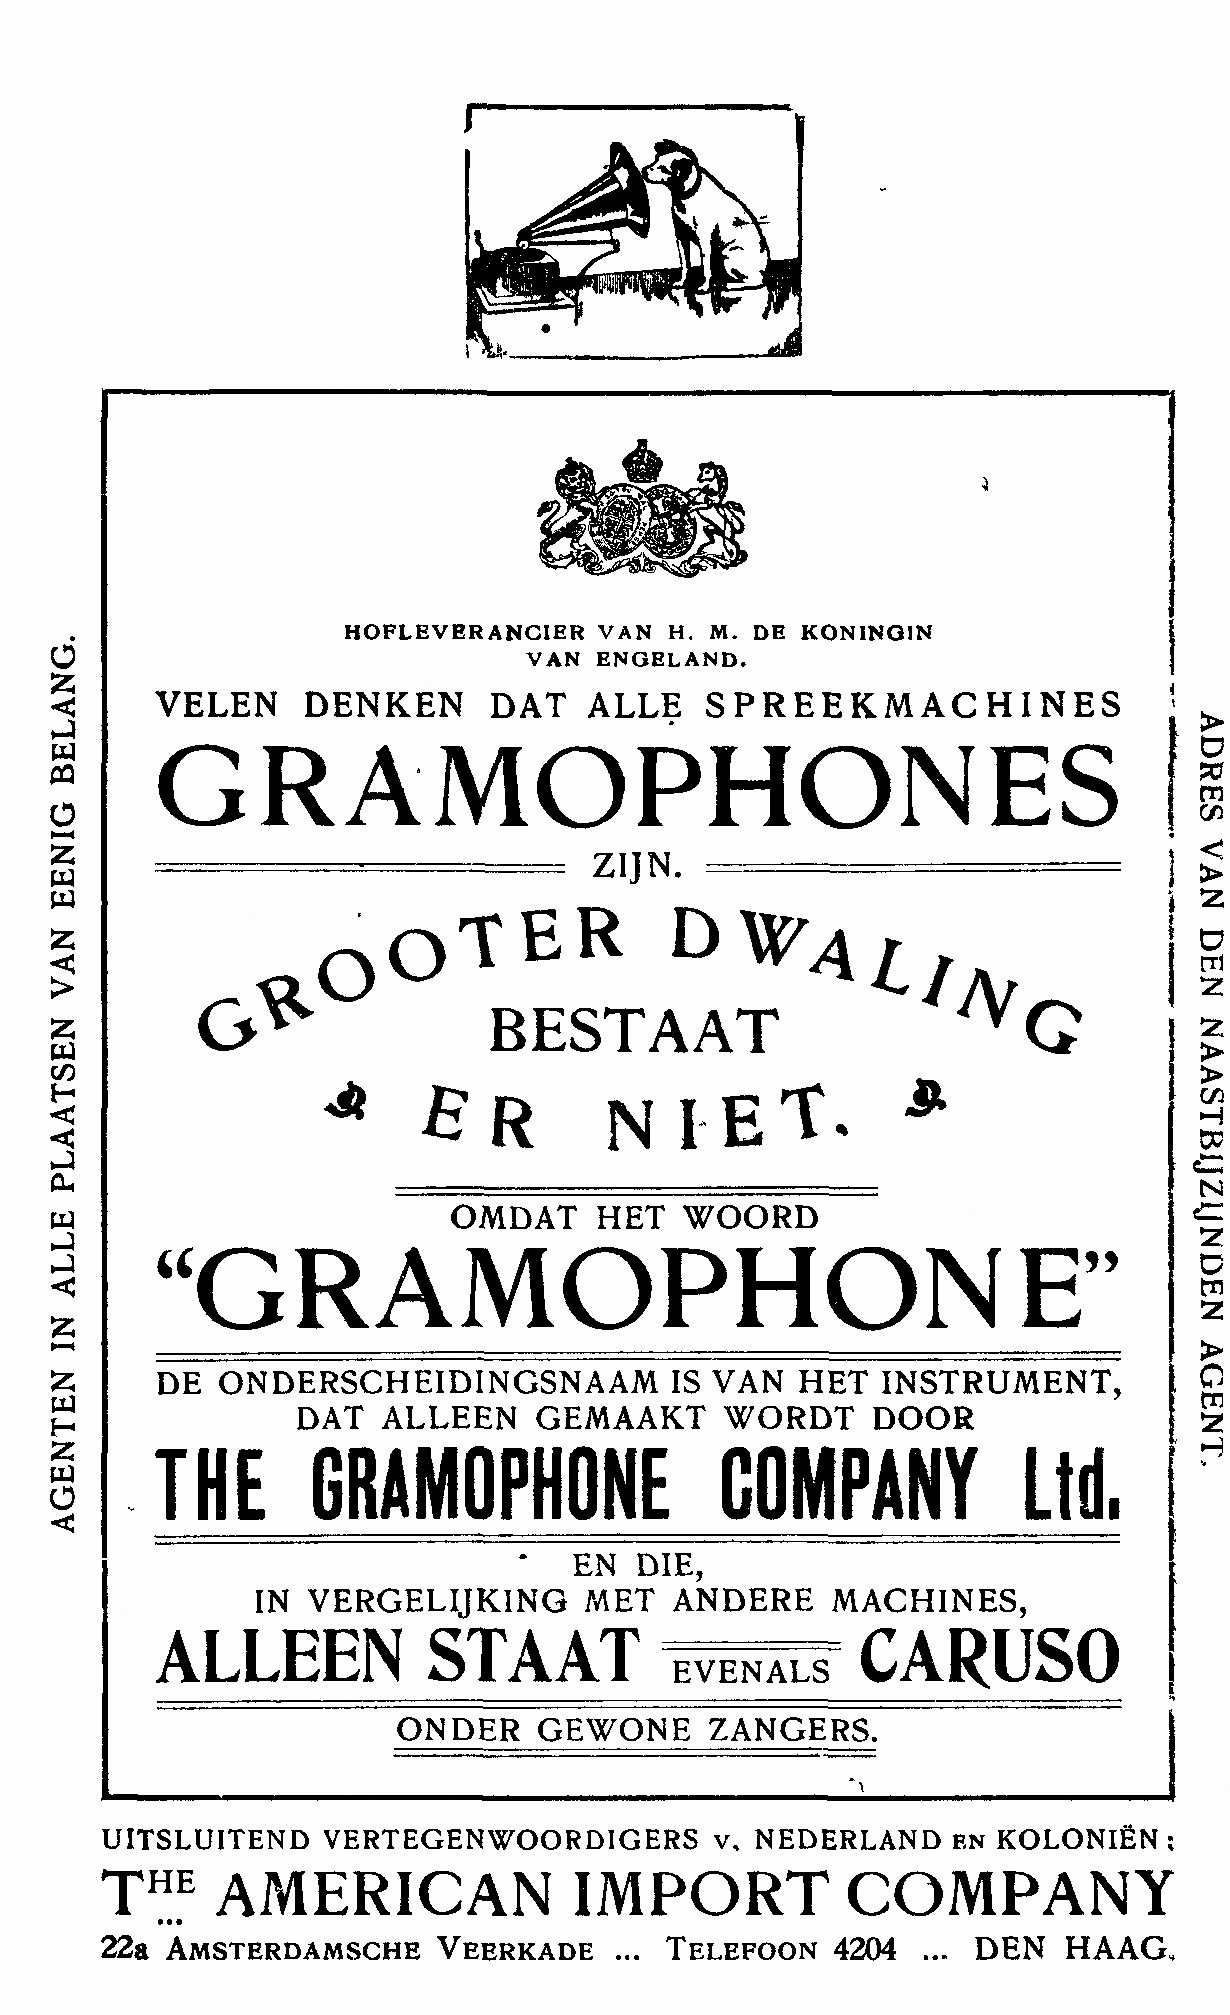 HOFLEVERANCIER VAN H. M. DE KONINGIN
VAN ENGELAND.
VELEN DENKEN DAT ALLE SPREEKMACHINES
GRAMOPHONES
ZIJN.
GROOTER DWALING
BESTAAT
ER NIET.
OMDAT HET WOORD
“GRAMOPHONE”
DE ONDERSCHEIDINGSNAAM IS VAN HET INSTRUMENT,
DAT ALLEEN GEMAAKT WORDT DOOR
THE GRAMOPHONE COMPANY Ltd.
EN DIE,
IN VERGELIJKING MET ANDERE MACHINES,
ALLEEN STAAT EVENALS CARUSO
ONDER GEWONE ZANGERS.
AGENTEN IN ALLE PLAATSEN VAN EENIG BELANG.
ADRES VAN DEN NAASTBIJZIJNDEN AGENT.
UITSLUITEND VERTEGENWOORDIGERS v. NEDERLAND EN KOLONIËN:
THE AMERICAN IMPORT COMPANY
22a AMSTERDAMSCHE VEERKADE ... TELEFOON 4204 ... DEN HAAG.